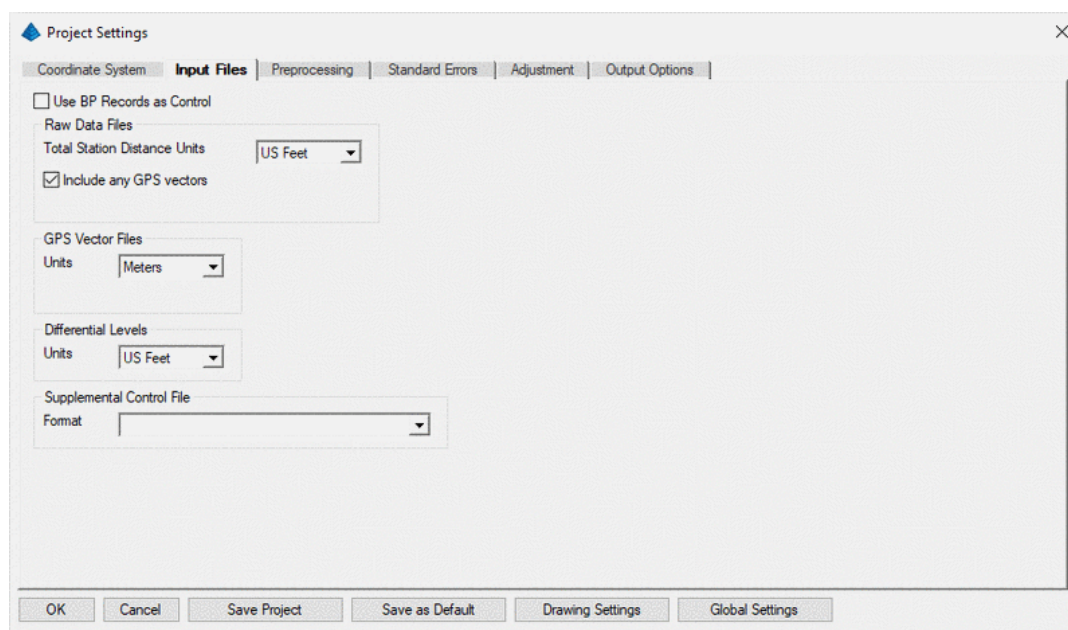 Project Settings
Coordinate System Input Files Preprocessing Standard Errors Adjustment Output Options
Use BP Records as Control
Raw Data Files
Total Station Distance Units US Feet
Include any GPS vectors
GPS Vector Files
Units Meters
Differential Levels
Units US Feet
Supplemental Control File
Format
OK Cancel Save Project Save as Default Drawing Settings Global Settings